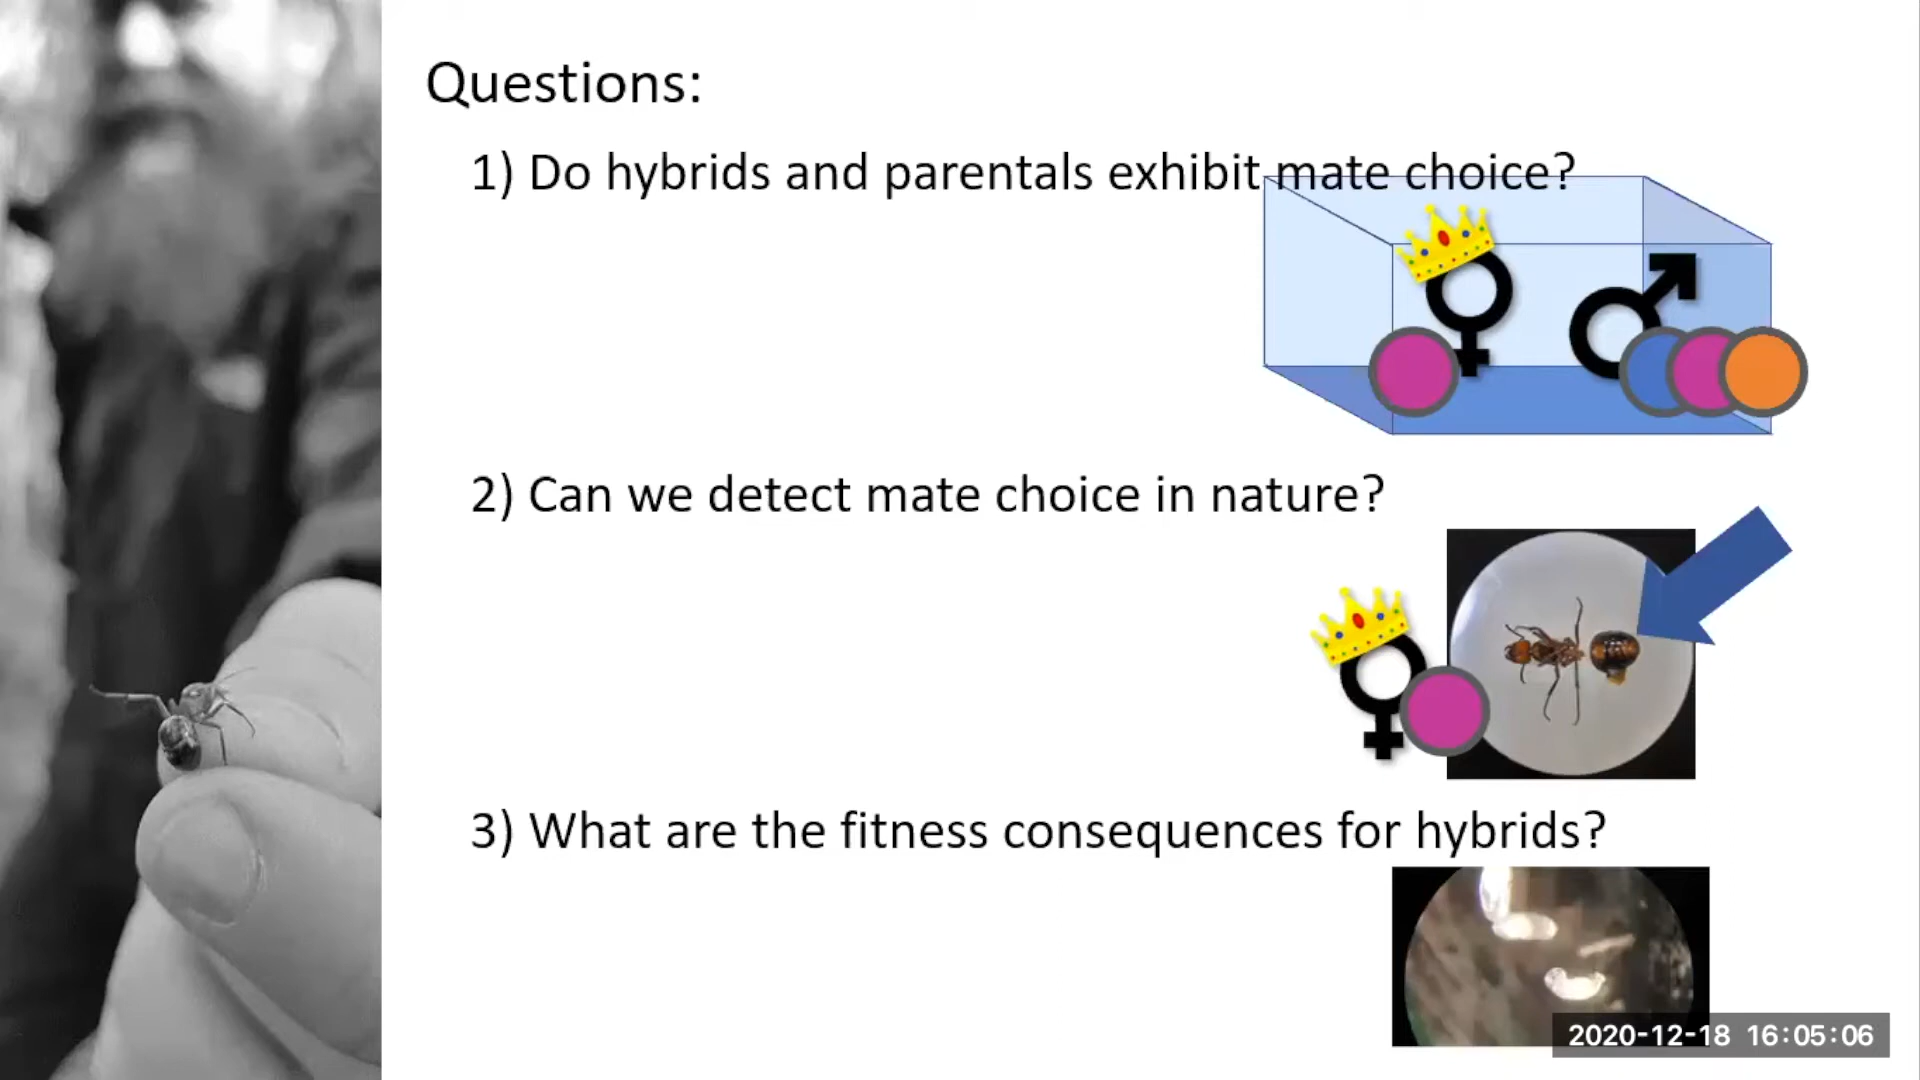 Questions:
1) Do hybrids and parentals exhibit mate choice?
2) Can we detect mate choice in nature?
3) What are the fitness consequences for hybrids?
2020-12-18 16:05:06